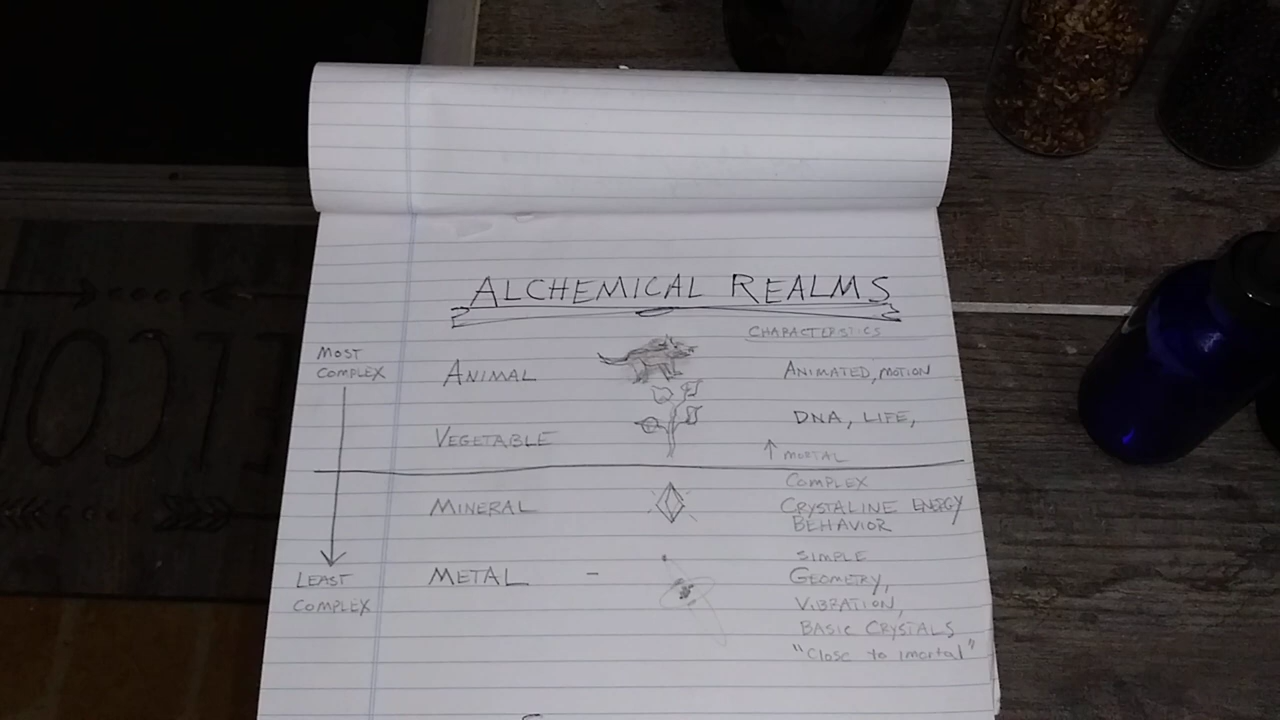 ALCHEMICAL REALMS
CHARACTERISTICS
MOST
COMPLEX
ANIMAL
ANIMATED, MOTION
DNA, LIFE,
VEGETABLE
↑ MORTAL
COMPLEX
MINERAL
CRYSTALINE ENERGY
BEHAVIOR
SIMPLE
LEAST
COMPLEX
METAL -
GEOMETRY,
VIBRATION,
BASIC CRYSTALS
"Close to imortal"